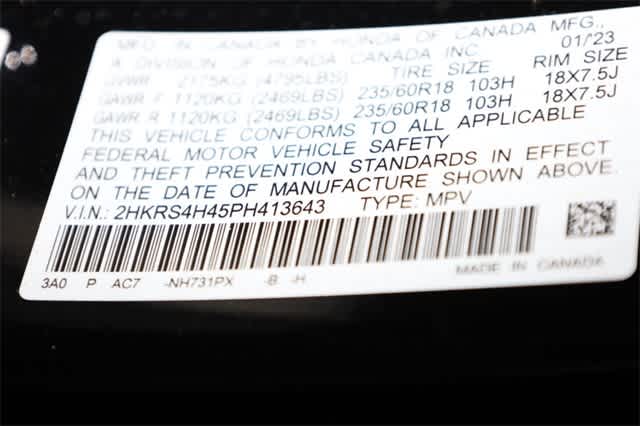 MFD. IN CANADA BY HONDA OF CANADA MFG.,
A DIVISION OF HONDA CANADA INC 01/23
GVWR 2175KG (4795LBS) TIRE SIZE RIM SIZE
GAWR F 1120KG (2469LBS) 235/60R18 103H 18X7.5J
GAWR R 1120KG (2469LBS) 235/60R18 103H 18X7.5J
THIS VEHICLE CONFORMS TO ALL APPLICABLE
FEDERAL MOTOR VEHICLE SAFETY
AND THEFT PREVENTION STANDARDS IN EFFECT
ON THE DATE OF MANUFACTURE SHOWN ABOVE.
V.I.N.: 2HKRS4H45PH413643 TYPE: MPV
3A0 P AC7 -NH731PX -B -H MADE IN CANADA